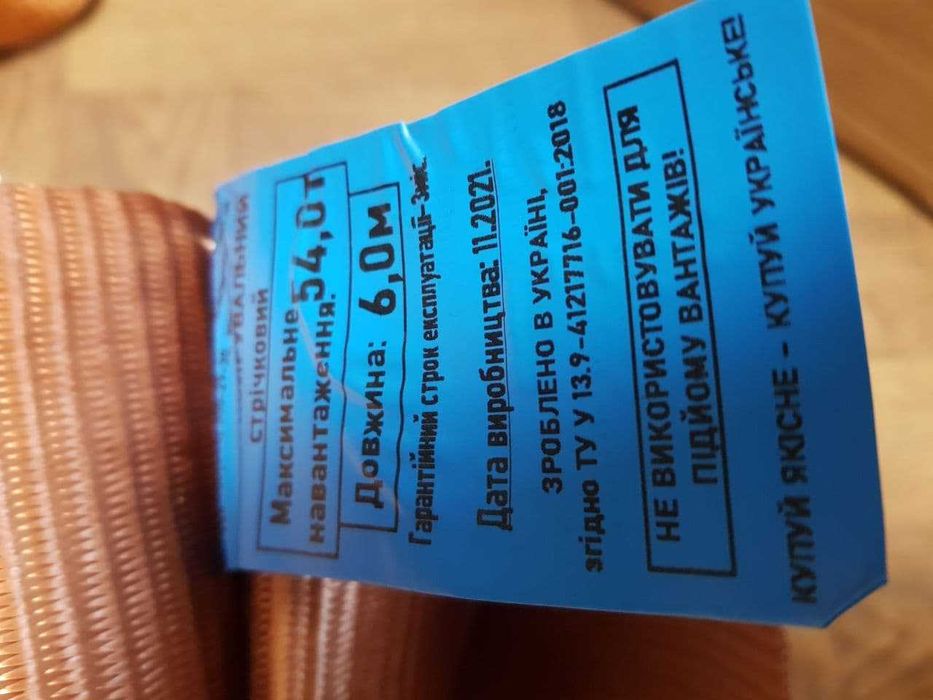 стрічковий
Максимальне
навантаження. 54,0т
Довжина: 6,0м
Гарантійний строк експлуатації-3міс.
Дата виробництва: 11.2021.
ЗРОБЛЕНО В УКРАЇНІ,
згідно ТУ У 13.9-41217716-001:2018
НЕ ВИКОРИСТОВУВАТИ ДЛЯ
ПІДЙОМУ ВАНТАЖІВ!
КУПУЙ ЯКІСНЕ - КУПУЙ УКРАЇНСЬКЕ!